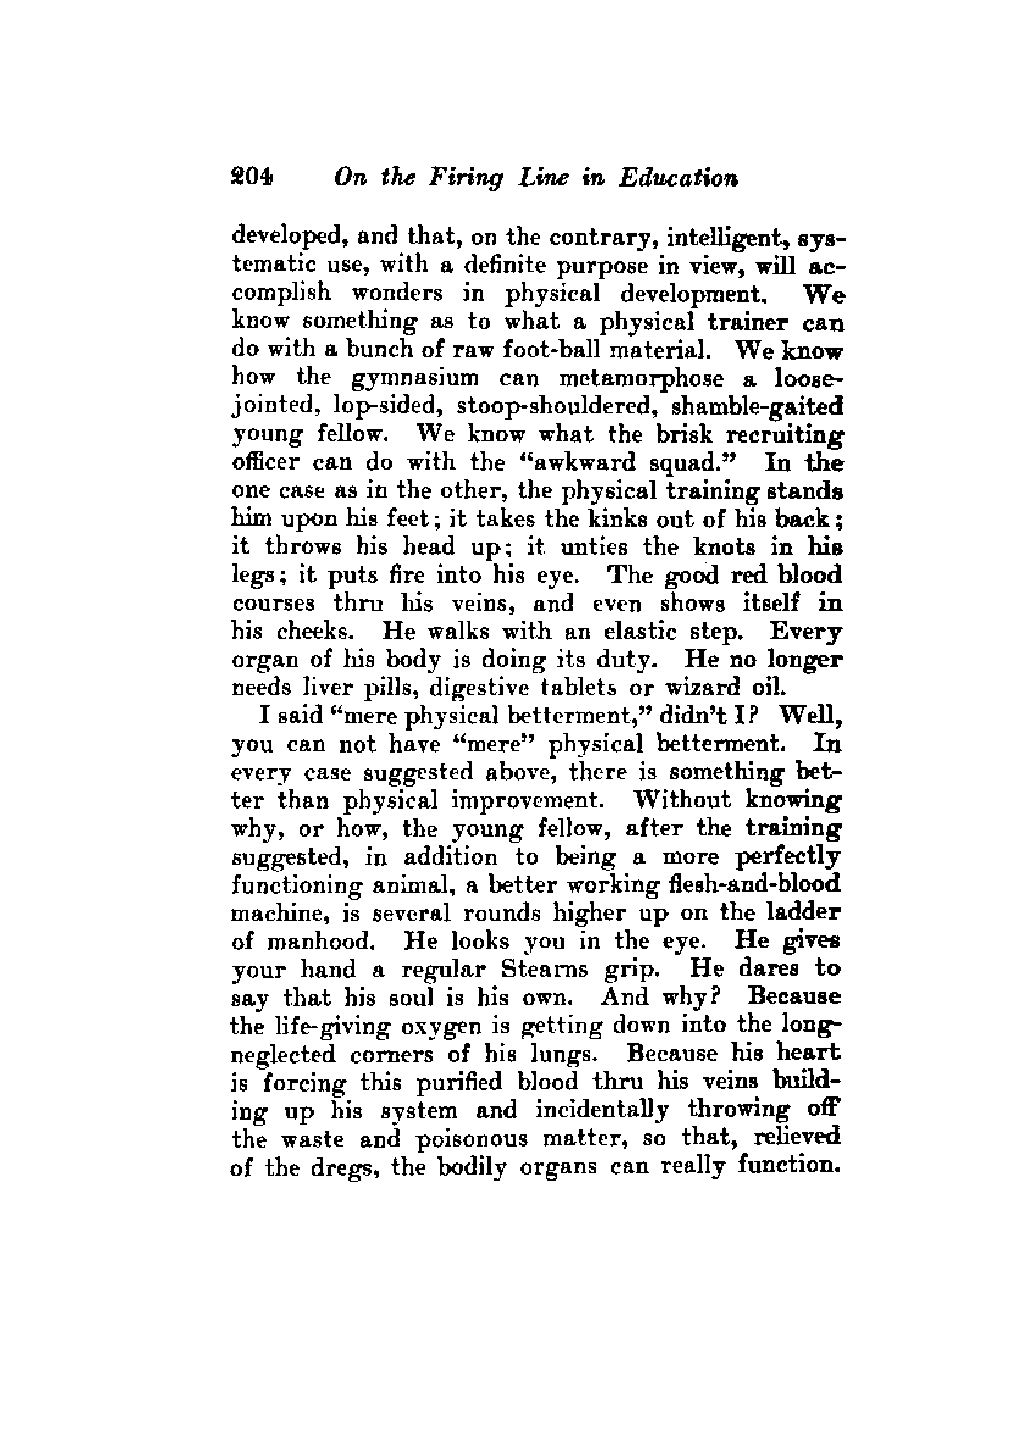 204 On the Firing Line in Education
developed, and that, on the contrary, intelligent, sys-
tematic use, with a definite purpose in view, will ac-
complish wonders in physical development. We
know something as to what a physical trainer can
do with a bunch of raw foot-ball material. We know
how the gymnasium can metamorphose a loose-
jointed, lop-sided, stoop-shouldered, shamble-gaited
young fellow. We know what the brisk recruiting
officer can do with the "awkward squad." In the
one case as in the other, the physical training stands
him upon his feet; it takes the kinks out of his back;
it throws his head up; it unties the knots in his
legs; it puts fire into his eye. The good red blood
courses thru his veins, and even shows itself in
his cheeks. He walks with an elastic step. Every
organ of his body is doing its duty. He no longer
needs liver pills, digestive tablets or wizard oil.
I said "mere physical betterment," didn't I? Well,
you can not have "mere" physical betterment. In
every case suggested above, there is something bet-
ter than physical improvement. Without knowing
why, or how, the young fellow, after the training
suggested, in addition to being a more perfectly
functioning animal, a better working flesh-and-blood
machine, is several rounds higher up on the ladder
of manhood. He looks you in the eye. He gives
your hand a regular Stearns grip. He dares to
say that his soul is his own. And why? Because
the life-giving oxygen is getting down into the long-
neglected corners of his lungs. Because his heart
is forcing this purified blood thru his veins build-
ing up his system and incidentally throwing off
the waste and poisonous matter, so that, relieved
of the dregs, the bodily organs can really function.